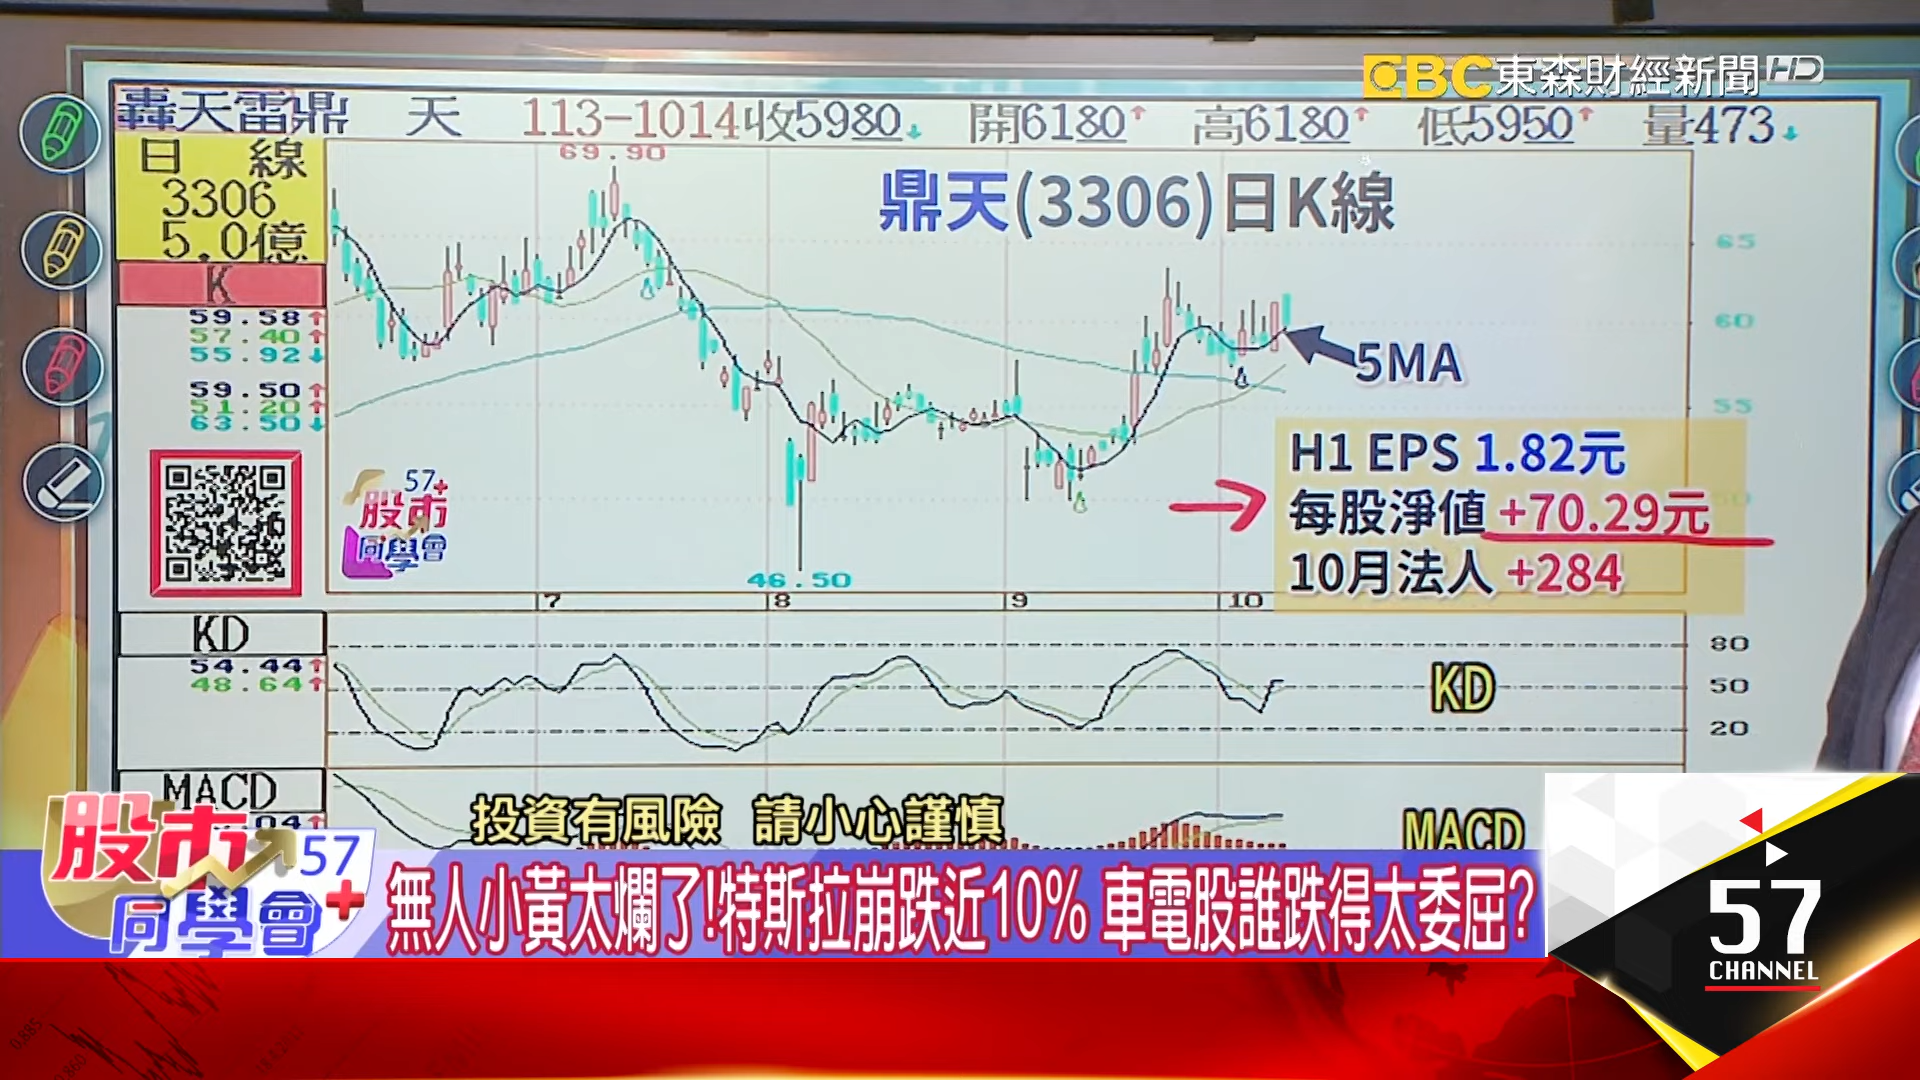 EBC 東森財經新聞 HD
轟天雷鼎 天 113-1014收5980↓ 開6180↑ 高6180↑ 低5950↑ 量473↓
日 線
3306
5.0億
K
59.58↑
57.40↑
55.92↓
59.50↑
51.20↑
63.50↓
69.90
鼎天(3306)日K線
65
60
55
5MA
H1 EPS 1.82元
每股淨值 +70.29元
10月法人 +284
57+
股市
同學會
46.50
7 8 9 10
KD
54.44↑
48.64↑
80
50
20
KD
MACD
MACD
投資有風險 請小心謹慎
股市 57
同學會+
無人小黃太爛了!特斯拉崩跌近10% 車電股誰跌得太委屈?
57
CHANNEL